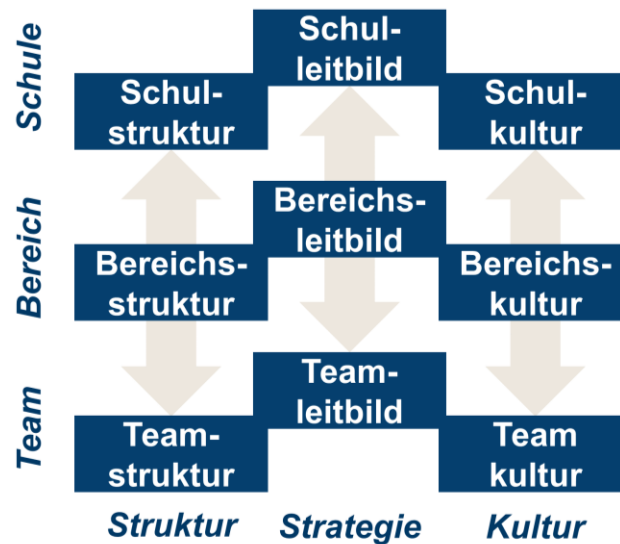 Schule
Schul-
leitbild
Schul-
struktur
Schul-
kultur
Bereich
Bereichs-
leitbild
Bereichs-
struktur
Bereichs-
kultur
Team
Team-
leitbild
Team-
struktur
Team
kultur
Struktur
Strategie
Kultur